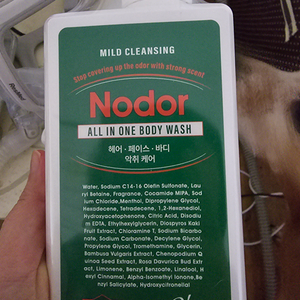 MILD CLEANSING
Stop covering up the odor with strong scent
Nodor
ALL IN ONE BODY WASH
헤어·페이스·바디
악취 케어
Water, Sodium C14-16 Olefin Sulfonate, Lau
ryl Betaine, Fragrance, Cocamide MIPA, Sod
ium Chloride, Menthol, Dipropylene Glycol,
Hexadecene, Tetradecene, 1,2-Hexanediol,
Hydroxyacetophenone, Citric Acid, Disodiu
m EDTA, Ethylhexylglycerin, Diospyros Kaki
Fruit Extract, Chloramine T, Sodium Bicarbo
nate, Sodium Carbonate, Decylene Glycol,
Propylene Glycol, Tromethamine, Glycerin,
Bambusa Vulgaris Extract, Chenopodium Q
uinoa Seed Extract, Rosa Davurica Bud Extr
act, Limonene, Benzyl Benzoate, Linalool, H
exyl Cinnamal, Alpha-Isomethyl Ionone, Be
nzyl Salicylate, Hydroxycitronellal